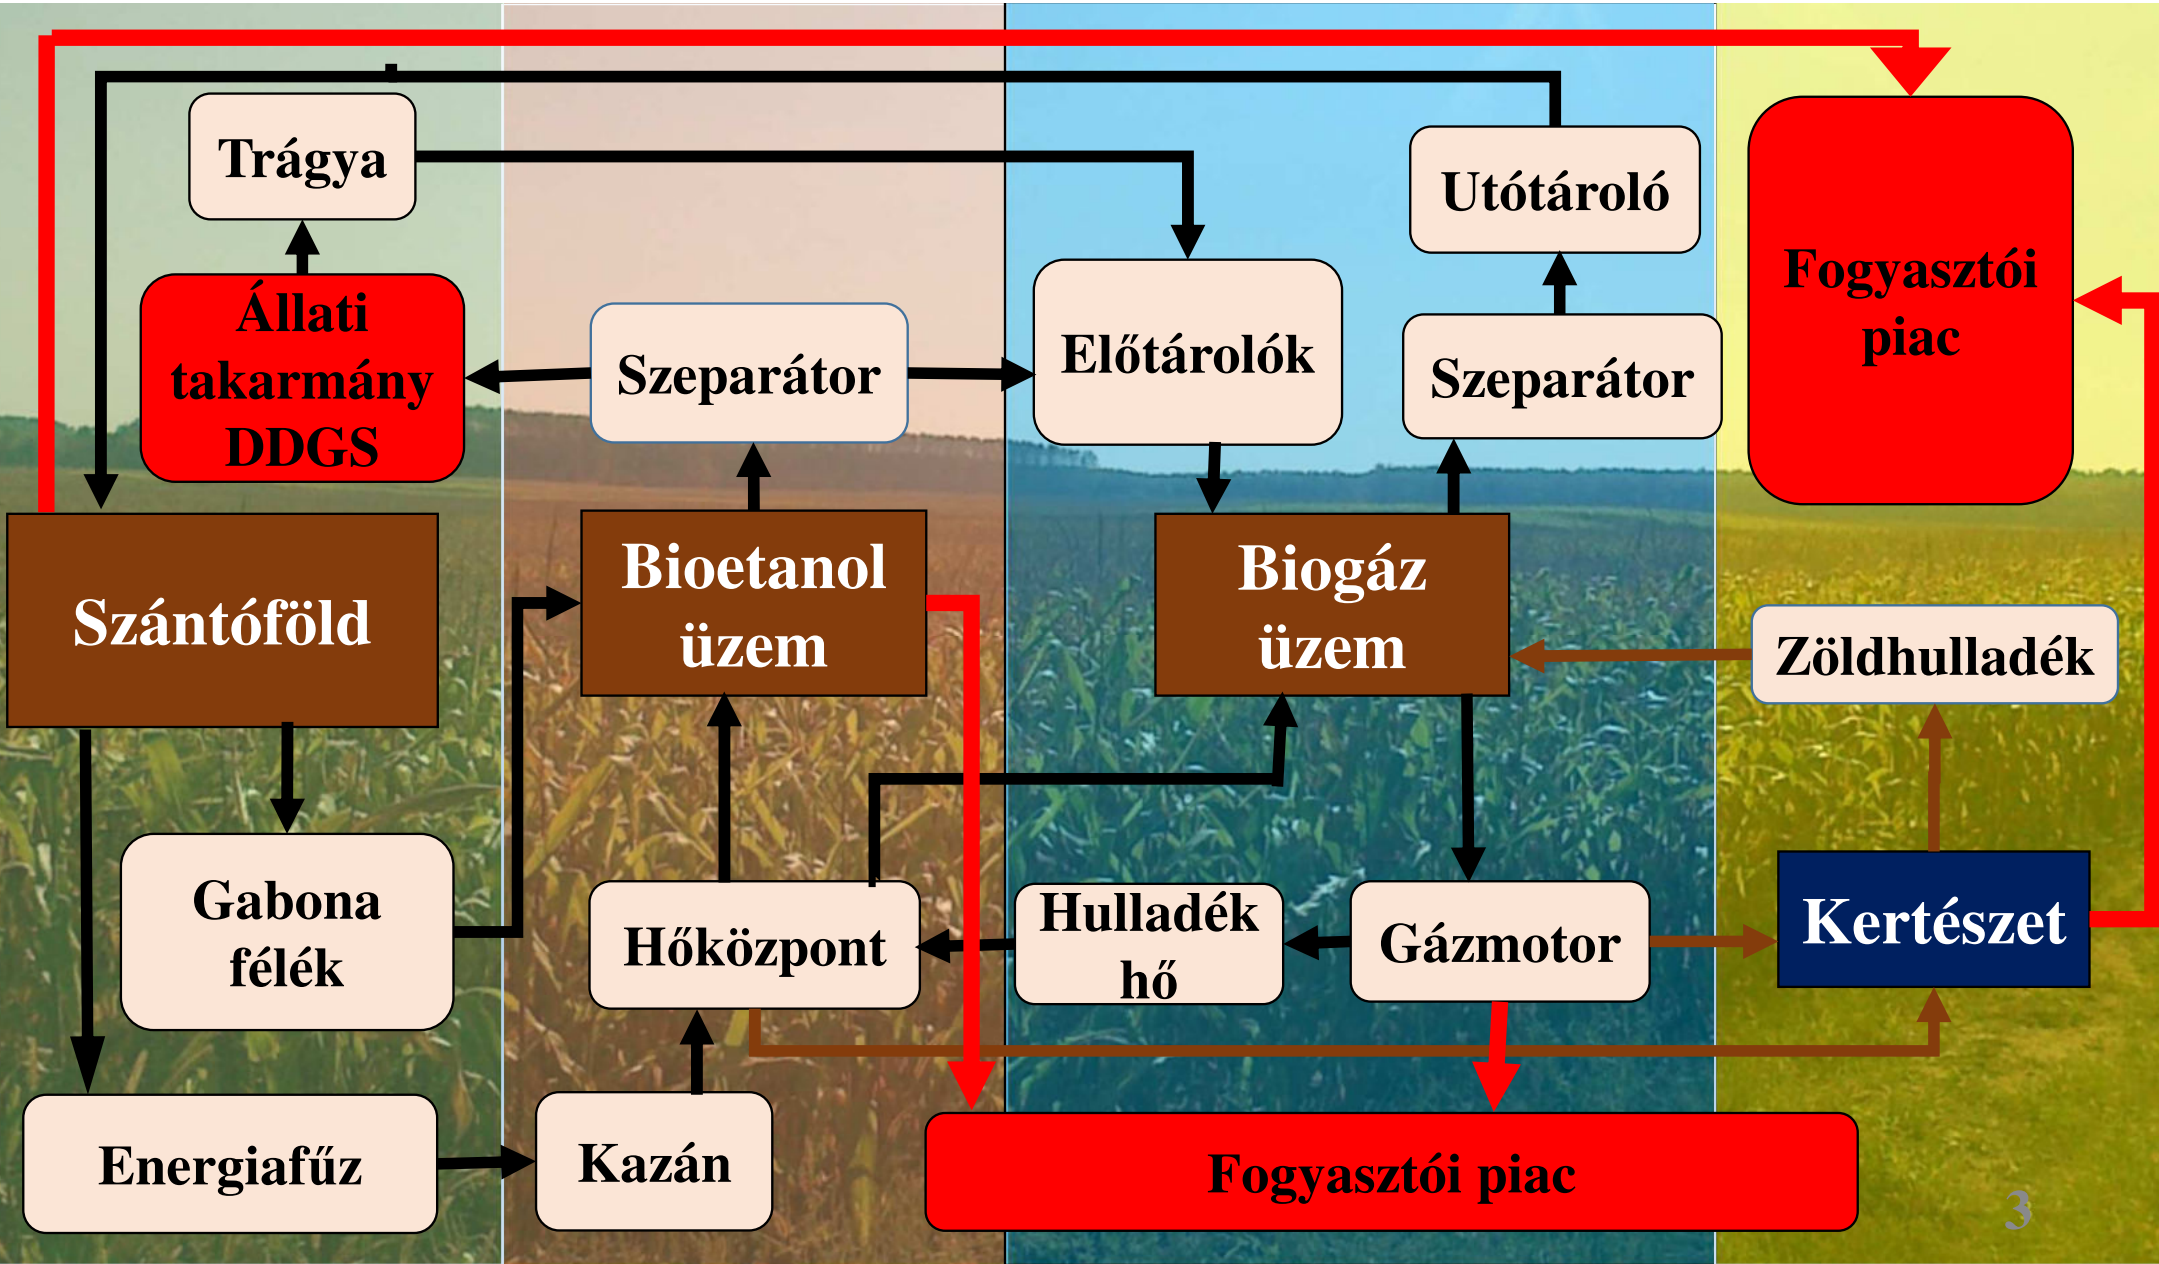 Trágya
Utótároló
Fogyasztói
piac
Állati
takarmány
DDGS
Szeparátor
Előtárolók
Szeparátor
Szántóföld
Bioetanol
üzem
Biogáz
üzem
Zöldhulladék
Gabona
félék
Hőközpont
Hulladék
hő
Gázmotor
Kertészet
Energiafűz
Kazán
Fogyasztói piac
3